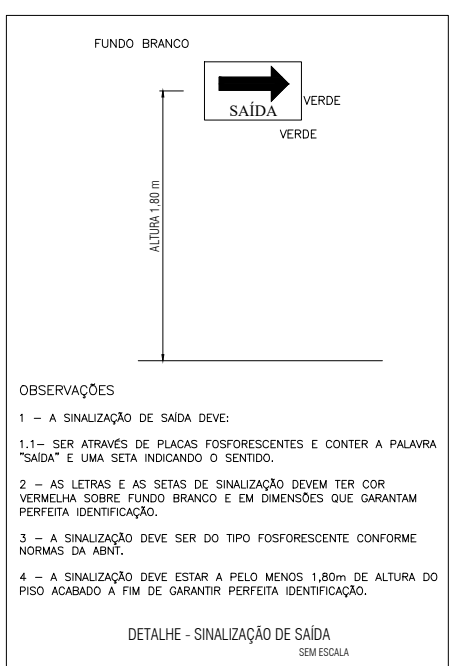 FUNDO BRANCO
SAÍDA
VERDE
VERDE
ALTURA 1,80 m
OBSERVAÇÕES
1 – A SINALIZAÇÃO DE SAÍDA DEVE:
1.1– SER ATRAVÉS DE PLACAS FOSFORESCENTES E CONTER A PALAVRA
"SAÍDA" E UMA SETA INDICANDO O SENTIDO.
2 – AS LETRAS E AS SETAS DE SINALIZAÇÃO DEVEM TER COR
VERMELHA SOBRE FUNDO BRANCO E EM DIMENSÕES QUE GARANTAM
PERFEITA IDENTIFICAÇÃO.
3 – A SINALIZAÇÃO DEVE SER DO TIPO FOSFORESCENTE CONFORME
NORMAS DA ABNT.
4 – A SINALIZAÇÃO DEVE ESTAR A PELO MENOS 1,80m DE ALTURA DO
PISO ACABADO A FIM DE GARANTIR PERFEITA IDENTIFICAÇÃO.
DETALHE - SINALIZAÇÃO DE SAÍDA
SEM ESCALA